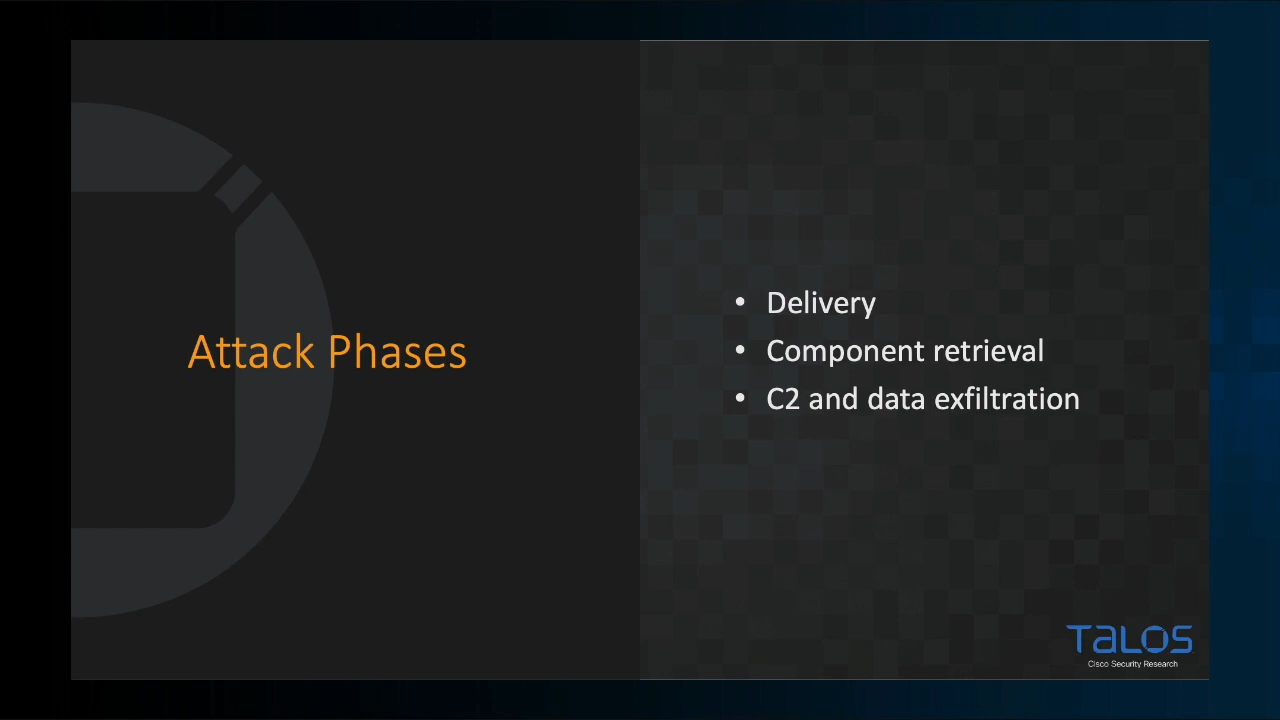 Attack Phases
• Delivery
• Component retrieval
• C2 and data exfiltration
TALOS
Cisco Security Research